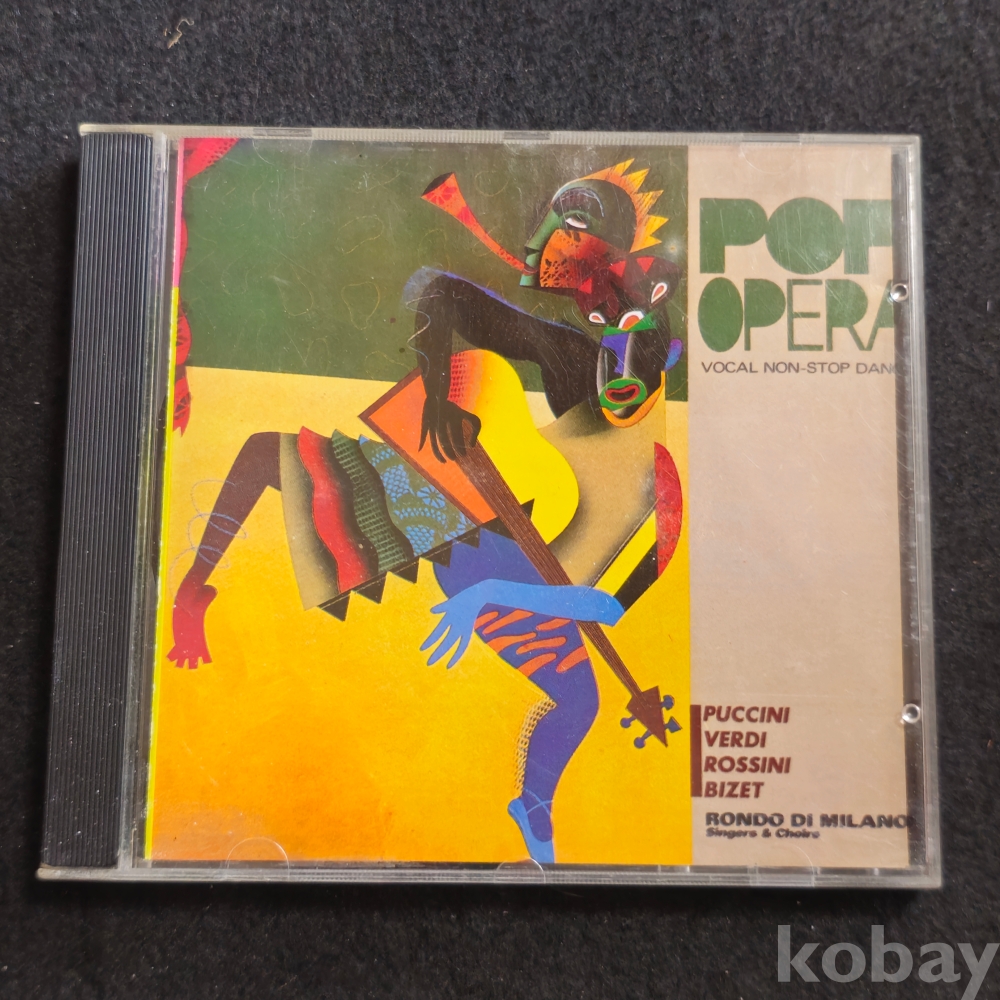 POP
OPERA
VOCAL NON-STOP DANC
PUCCINI
VERDI
ROSSINI
BIZET
RONDO DI MILANO
Singers & Choirs
kobay